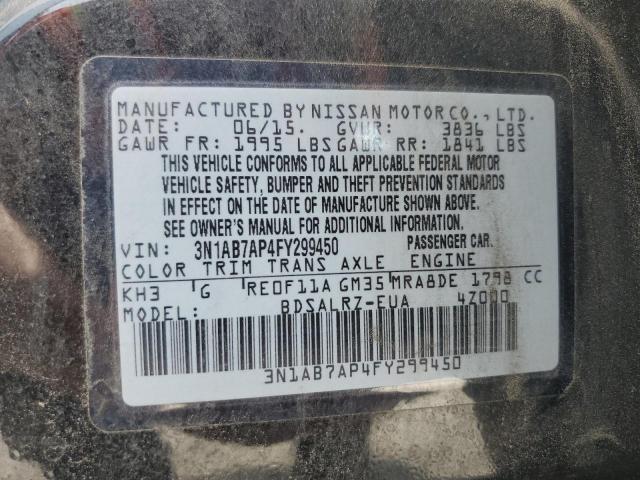 MANUFACTURED BY NISSAN MOTOR CO., LTD.
DATE: 06/15. GVWR: 3836 LBS
GAWR FR: 1995 LBS GAWR RR: 1841 LBS
THIS VEHICLE CONFORMS TO ALL APPLICABLE FEDERAL MOTOR
VEHICLE SAFETY, BUMPER AND THEFT PREVENTION STANDARDS
IN EFFECT ON THE DATE OF MANUFACTURE SHOWN ABOVE.
SEE OWNER'S MANUAL FOR ADDITIONAL INFORMATION.
VIN: 3N1AB7AP4FY299450 PASSENGER CAR.
COLOR TRIM TRANS AXLE ENGINE
KH3 G RE0F11A GM35 MRA8DE 1798 CC
MODEL: BDSALRZ-EUA 4Z000
3N1AB7AP4FY299450